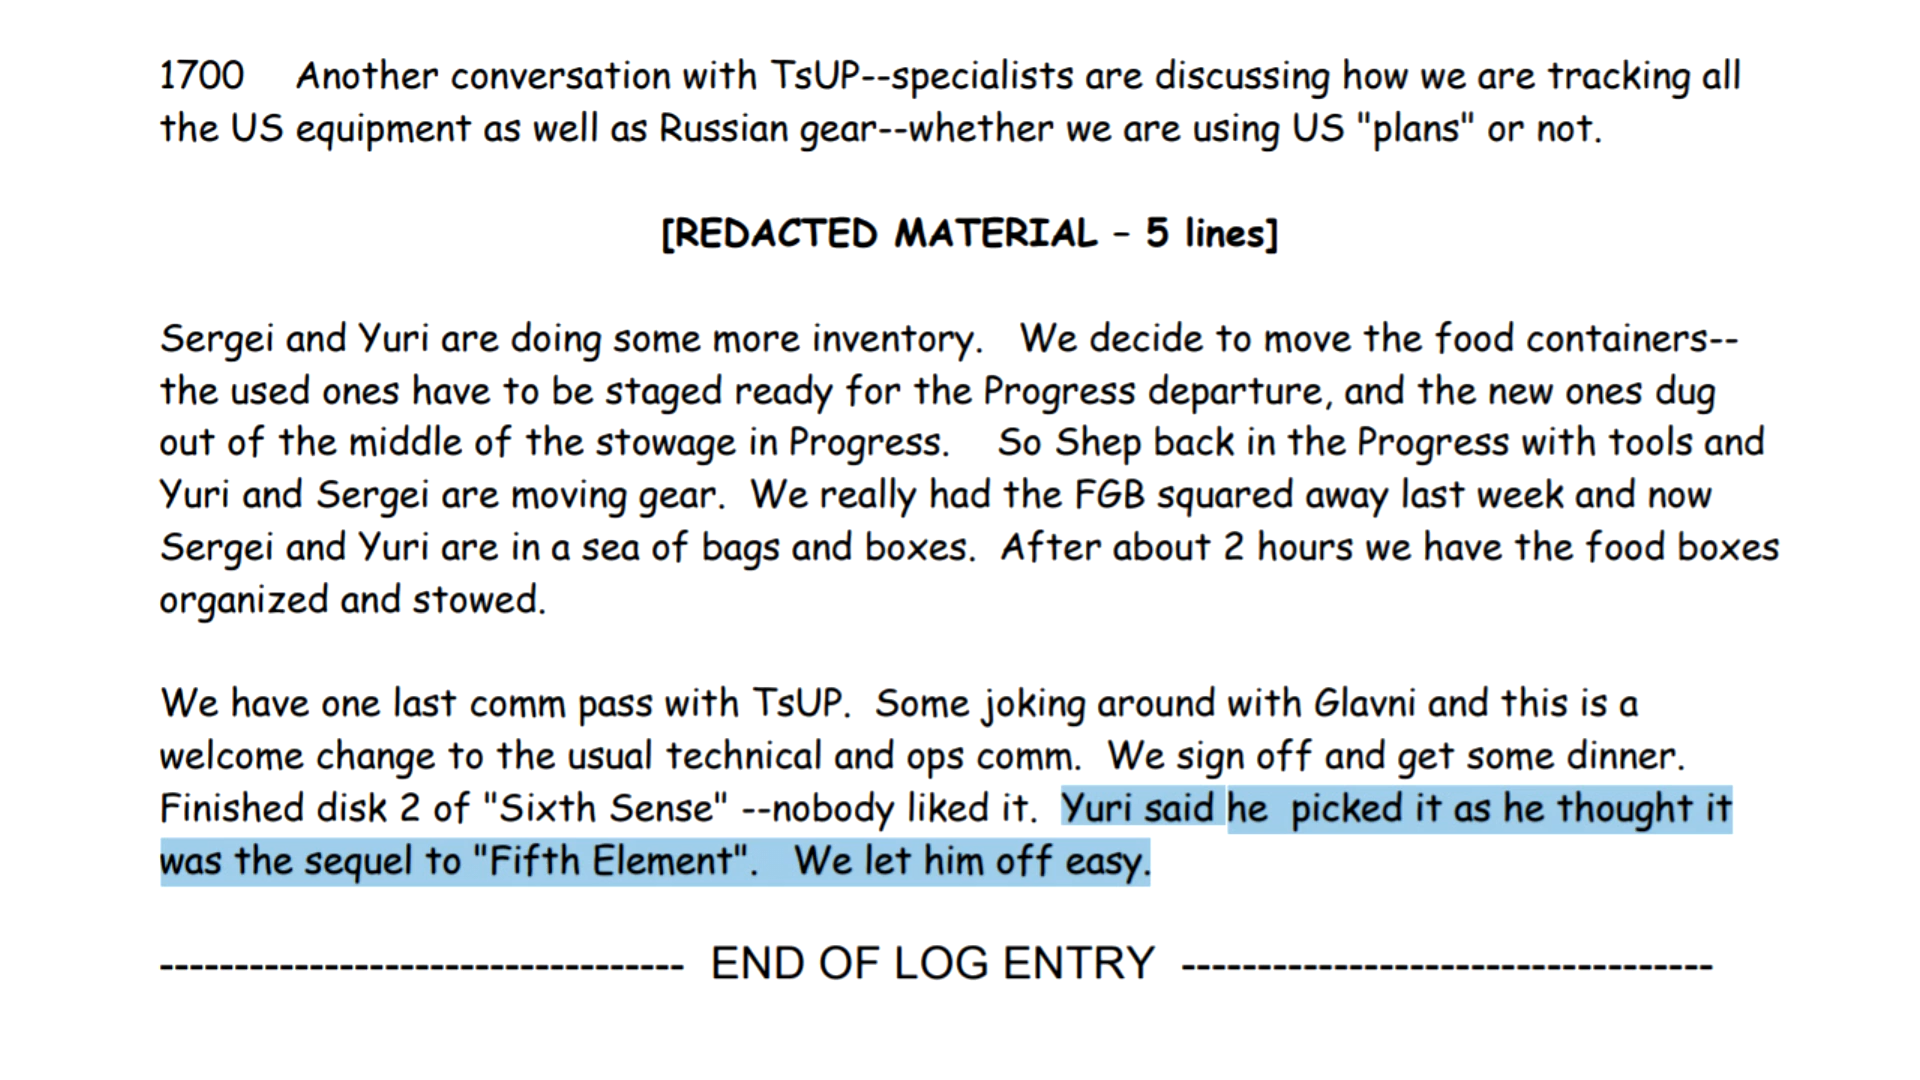 1700 Another conversation with TsUP--specialists are discussing how we are tracking all
the US equipment as well as Russian gear--whether we are using US "plans" or not.
[REDACTED MATERIAL – 5 lines]
Sergei and Yuri are doing some more inventory. We decide to move the food containers--
the used ones have to be staged ready for the Progress departure, and the new ones dug
out of the middle of the stowage in Progress. So Shep back in the Progress with tools and
Yuri and Sergei are moving gear. We really had the FGB squared away last week and now
Sergei and Yuri are in a sea of bags and boxes. After about 2 hours we have the food boxes
organized and stowed.
We have one last comm pass with TsUP. Some joking around with Glavni and this is a
welcome change to the usual technical and ops comm. We sign off and get some dinner.
Finished disk 2 of "Sixth Sense" --nobody liked it. Yuri said he picked it as he thought it
was the sequel to "Fifth Element". We let him off easy.
----------------------------------- END OF LOG ENTRY -----------------------------------